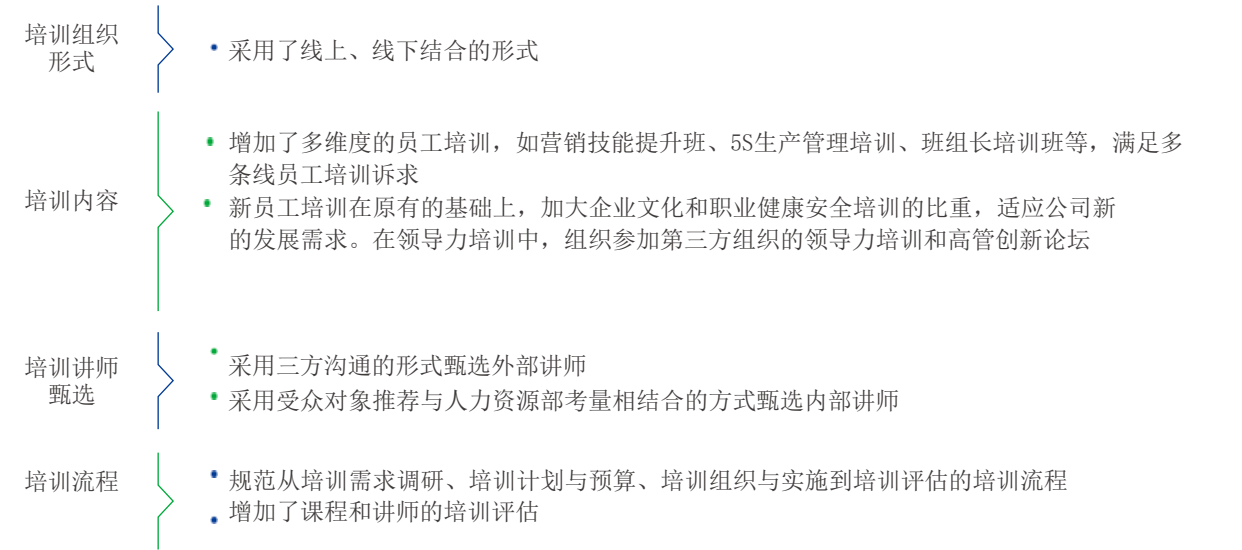 培训组织
形式
采用了线上、线下结合的形式
培训内容
增加了多维度的员工培训，如营销技能提升班、5S生产管理培训、班组长培训班等，满足多
条线员工培训诉求
新员工培训在原有的基础上，加大企业文化和职业健康安全培训的比重，适应公司新
的发展需求。在领导力培训中，组织参加第三方组织的领导力培训和高管创新论坛
培训讲师
甄选
采用三方沟通的形式甄选外部讲师
采用受众对象推荐与人力资源部考量相结合的方式甄选内部讲师
培训流程
规范从培训需求调研、培训计划与预算、培训组织与实施到培训评估的培训流程
增加了课程和讲师的培训评估